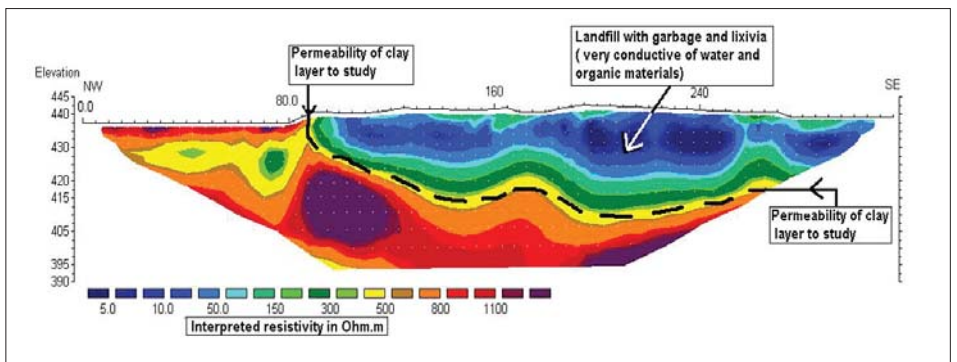 Landfill with garbage and lixivia
( very conductive of water and
organic materials)
Permeability of clay
layer to study
Elevation
NW
SE
0.0
80.0
160
240
445
440
430
420
415
405
395
390
Permeability of clay
layer to study
5.0 10.0 50.0 150 300 500 800 1100
Interpreted resistivity in Ohm.m